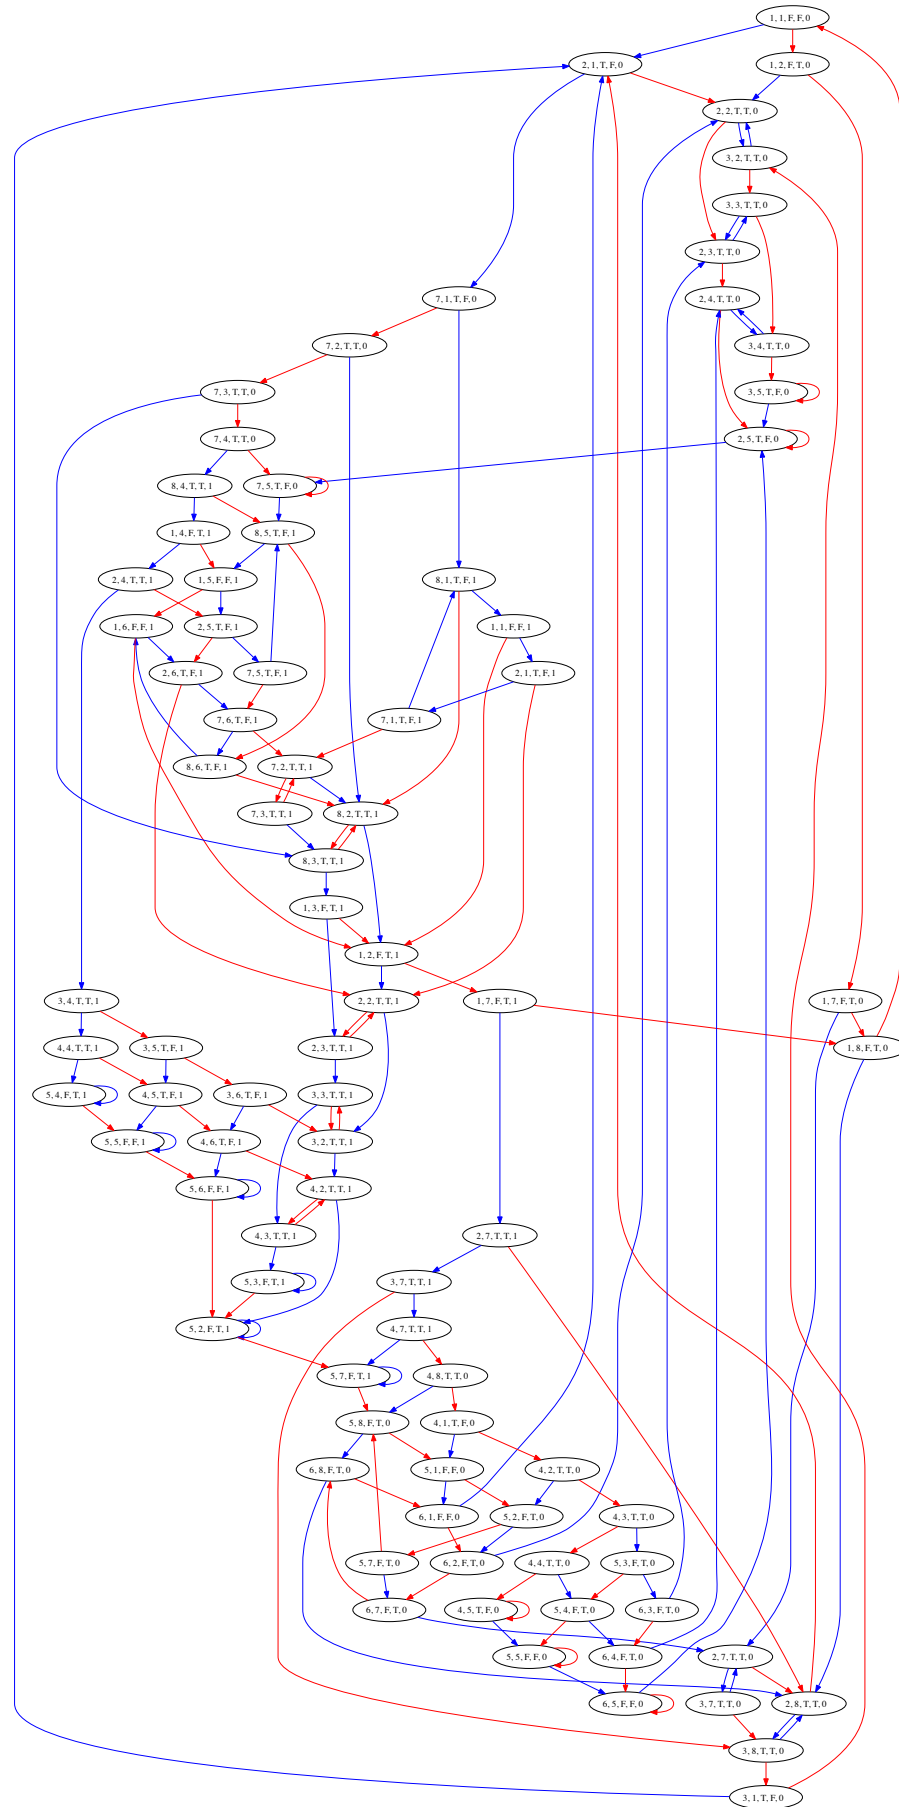 1, 1, F, F, 0
2, 1, T, F, 0
1, 2, F, T, 0
2, 2, T, T, 0
3, 2, T, T, 0
3, 3, T, T, 0
2, 3, T, T, 0
7, 1, T, F, 0
2, 4, T, T, 0
7, 2, T, T, 0
3, 4, T, T, 0
7, 3, T, T, 0
3, 5, T, F, 0
7, 4, T, T, 0
2, 5, T, F, 0
8, 4, T, T, 1
7, 5, T, F, 0
1, 4, F, T, 1
8, 5, T, F, 1
2, 4, T, T, 1
1, 5, F, F, 1
8, 1, T, F, 1
1, 6, F, F, 1
2, 5, T, F, 1
1, 1, F, F, 1
2, 6, T, F, 1
7, 5, T, F, 1
2, 1, T, F, 1
7, 6, T, F, 1
7, 1, T, F, 1
8, 6, T, F, 1
7, 2, T, T, 1
7, 3, T, T, 1
8, 2, T, T, 1
8, 3, T, T, 1
1, 3, F, T, 1
1, 2, F, T, 1
3, 4, T, T, 1
2, 2, T, T, 1
1, 7, F, T, 1
1, 7, F, T, 0
4, 4, T, T, 1
3, 5, T, F, 1
2, 3, T, T, 1
1, 8, F, T, 0
5, 4, F, T, 1
4, 5, T, F, 1
3, 6, T, F, 1
3, 3, T, T, 1
5, 5, F, F, 1
4, 6, T, F, 1
3, 2, T, T, 1
5, 6, F, F, 1
4, 2, T, T, 1
4, 3, T, T, 1
2, 7, T, T, 1
5, 3, F, T, 1
3, 7, T, T, 1
5, 2, F, T, 1
4, 7, T, T, 1
5, 7, F, T, 1
4, 8, T, T, 0
5, 8, F, T, 0
4, 1, T, F, 0
6, 8, F, T, 0
5, 1, F, F, 0
4, 2, T, T, 0
6, 1, F, F, 0
5, 2, F, T, 0
4, 3, T, T, 0
5, 7, F, T, 0
6, 2, F, T, 0
4, 4, T, T, 0
5, 3, F, T, 0
6, 7, F, T, 0
4, 5, T, F, 0
5, 4, F, T, 0
6, 3, F, T, 0
5, 5, F, F, 0
6, 4, F, T, 0
2, 7, T, T, 0
6, 5, F, F, 0
3, 7, T, T, 0
2, 8, T, T, 0
3, 8, T, T, 0
3, 1, T, F, 0